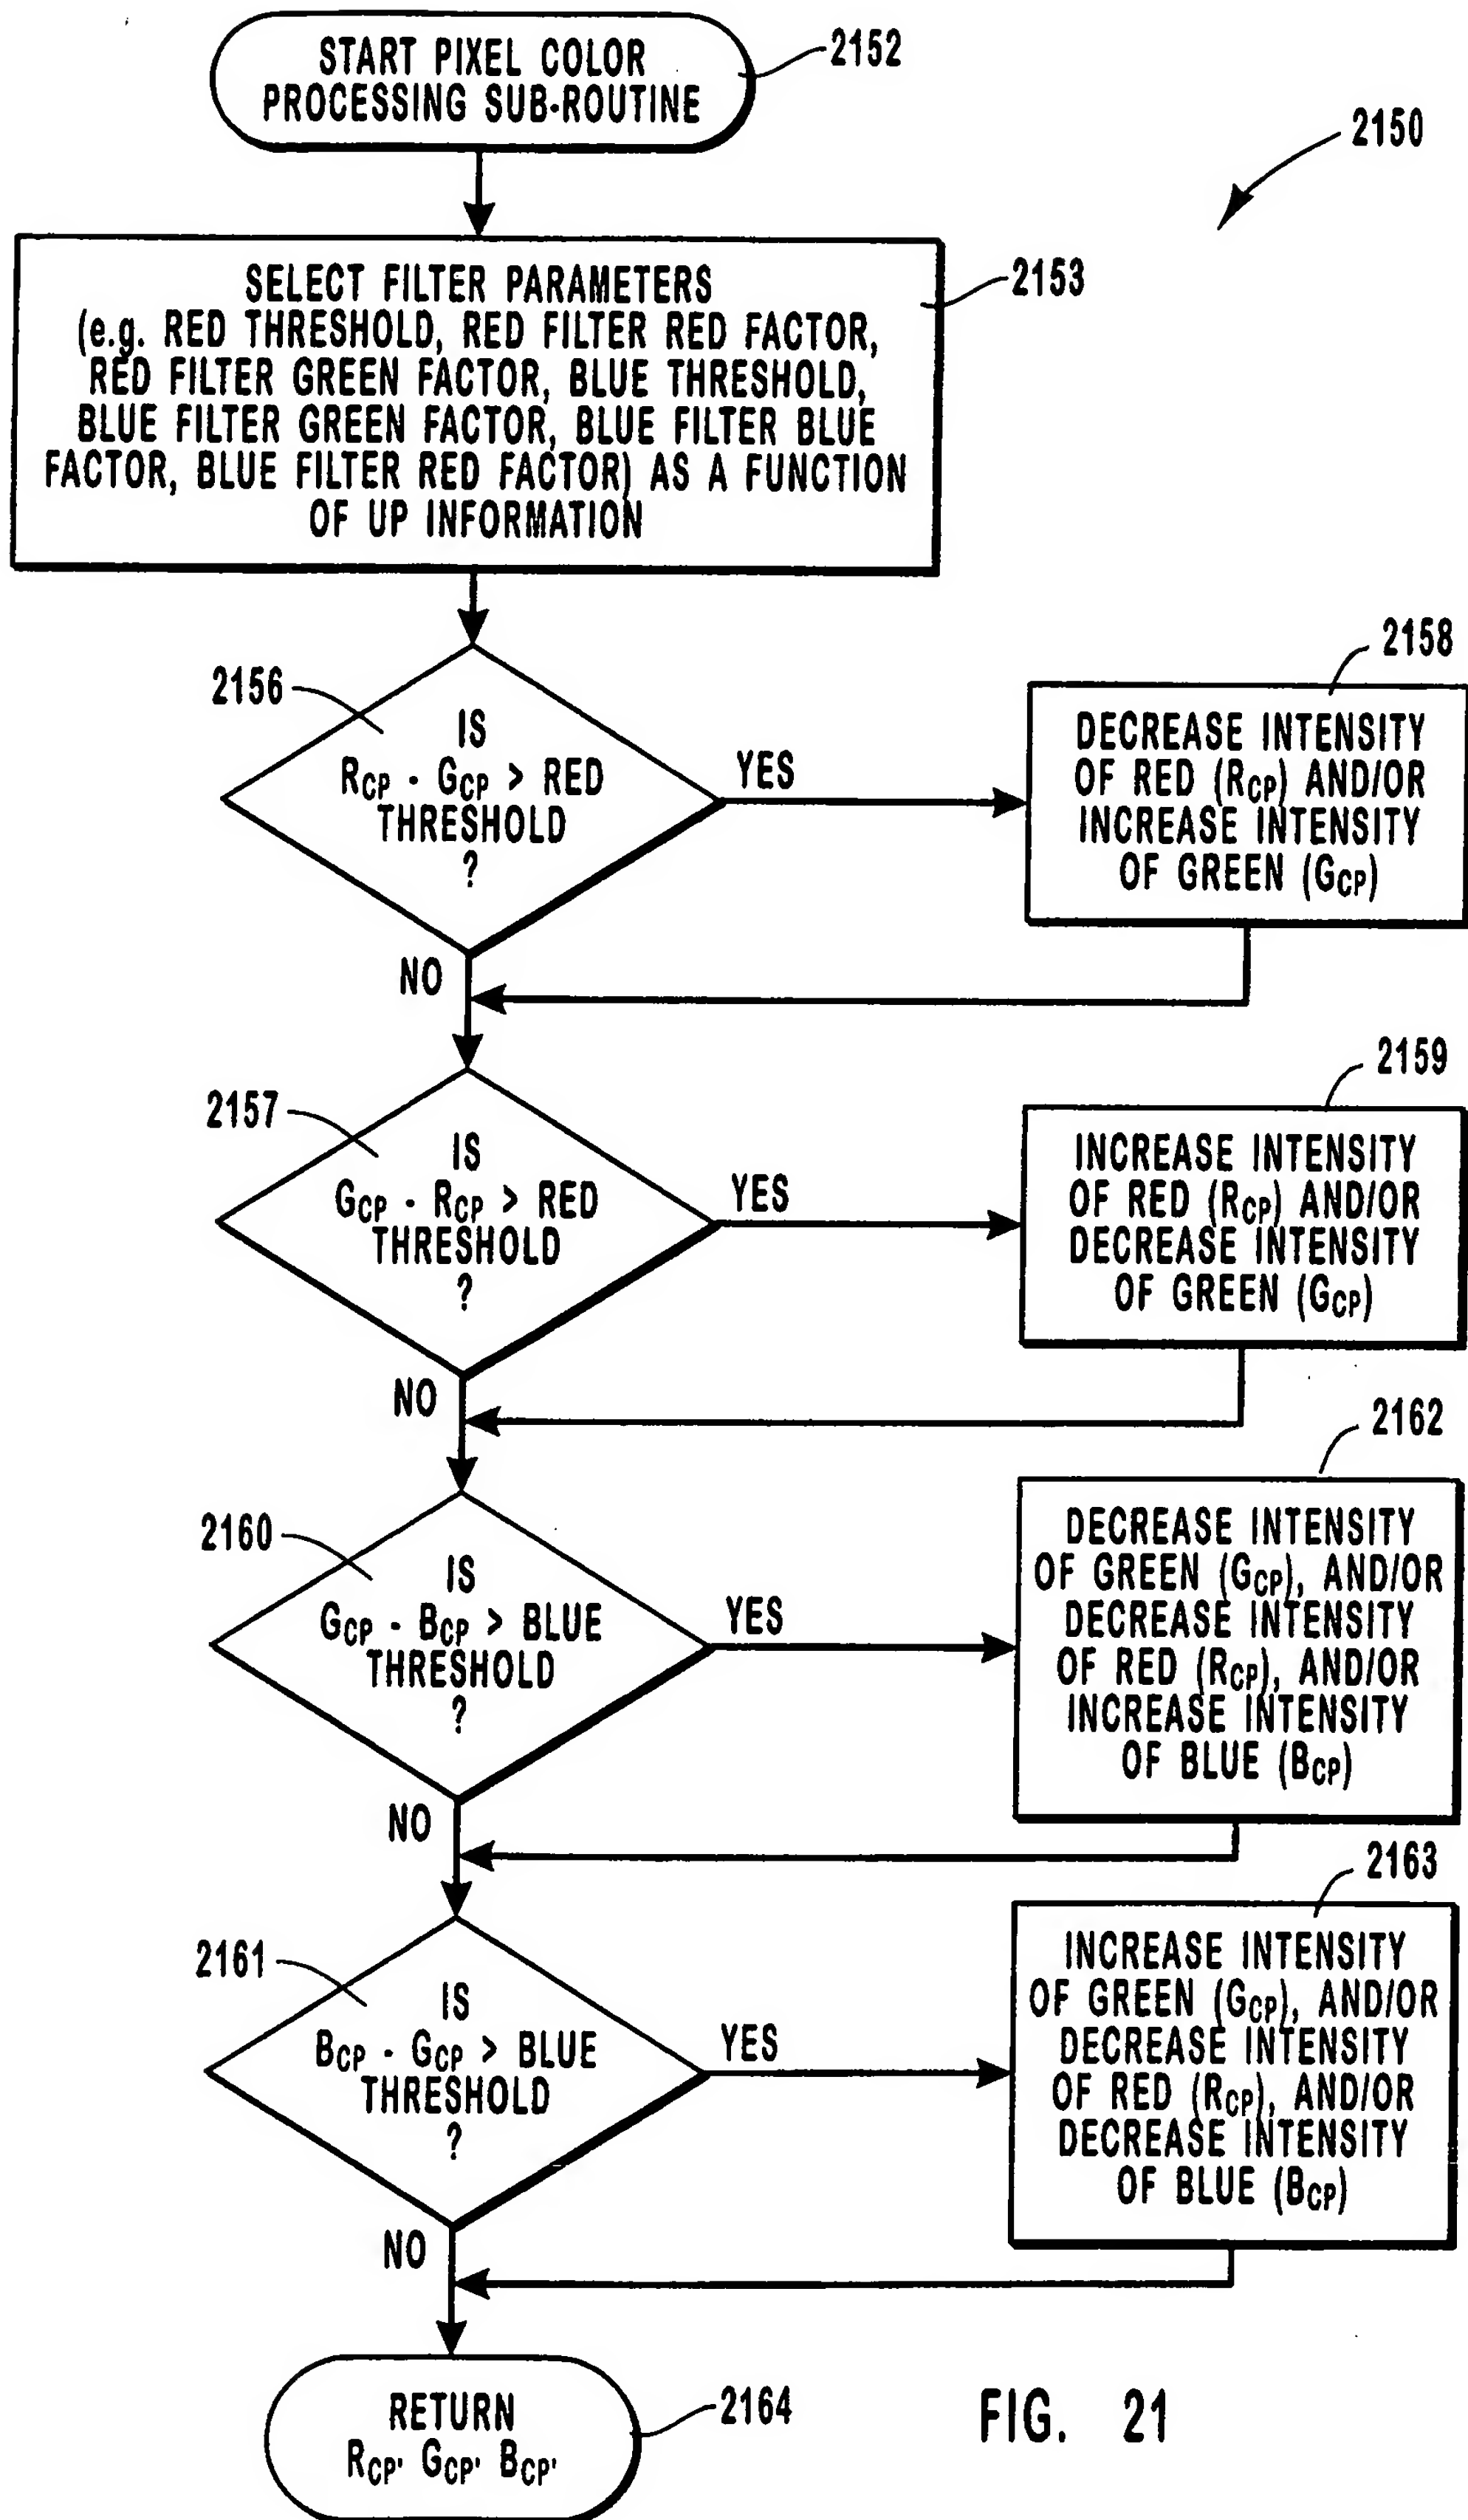 START PIXEL COLOR
PROCESSING SUB-ROUTINE
2152
2150
SELECT FILTER PARAMETERS
(e.g. RED THRESHOLD, RED FILTER RED FACTOR,
RED FILTER GREEN FACTOR, BLUE THRESHOLD,
BLUE FILTER GREEN FACTOR, BLUE FILTER BLUE
FACTOR, BLUE FILTER RED FACTOR) AS A FUNCTION
OF UP INFORMATION
2153
2156
IS
RCP - GCP > RED
THRESHOLD
?
YES
NO
2158
DECREASE INTENSITY
OF RED (RCP) AND/OR
INCREASE INTENSITY
OF GREEN (GCP)
2157
IS
GCP - RCP > RED
THRESHOLD
?
YES
NO
2159
INCREASE INTENSITY
OF RED (RCP) AND/OR
DECREASE INTENSITY
OF GREEN (GCP)
2160
IS
GCP - BCP > BLUE
THRESHOLD
?
YES
NO
2162
DECREASE INTENSITY
OF GREEN (GCP), AND/OR
DECREASE INTENSITY
OF RED (RCP), AND/OR
INCREASE INTENSITY
OF BLUE (BCP)
2161
IS
BCP - GCP > BLUE
THRESHOLD
?
YES
NO
2163
INCREASE INTENSITY
OF GREEN (GCP), AND/OR
DECREASE INTENSITY
OF RED (RCP), AND/OR
DECREASE INTENSITY
OF BLUE (BCP)
RETURN
RCP' GCP' BCP'
2164
FIG. 21